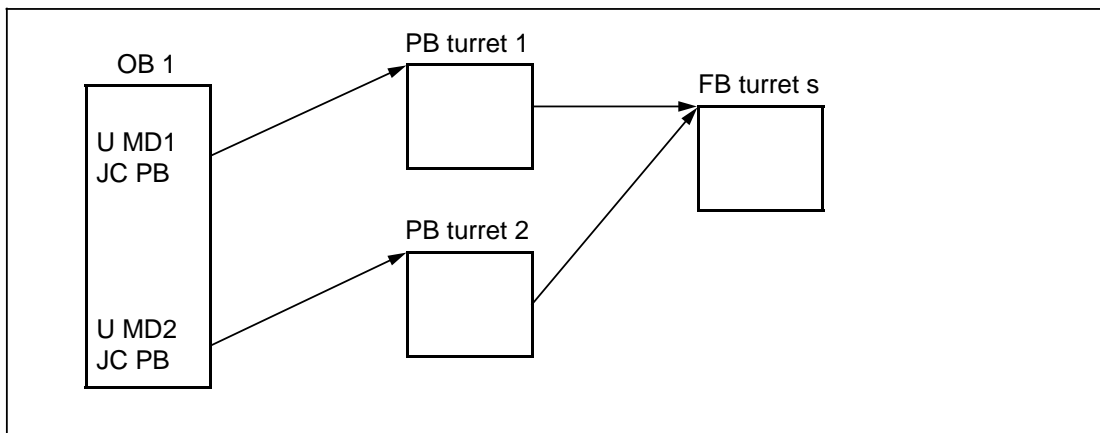 OB 1
U MD1
JC PB
U MD2
JC PB
PB turret 1
PB turret 2
FB turret s